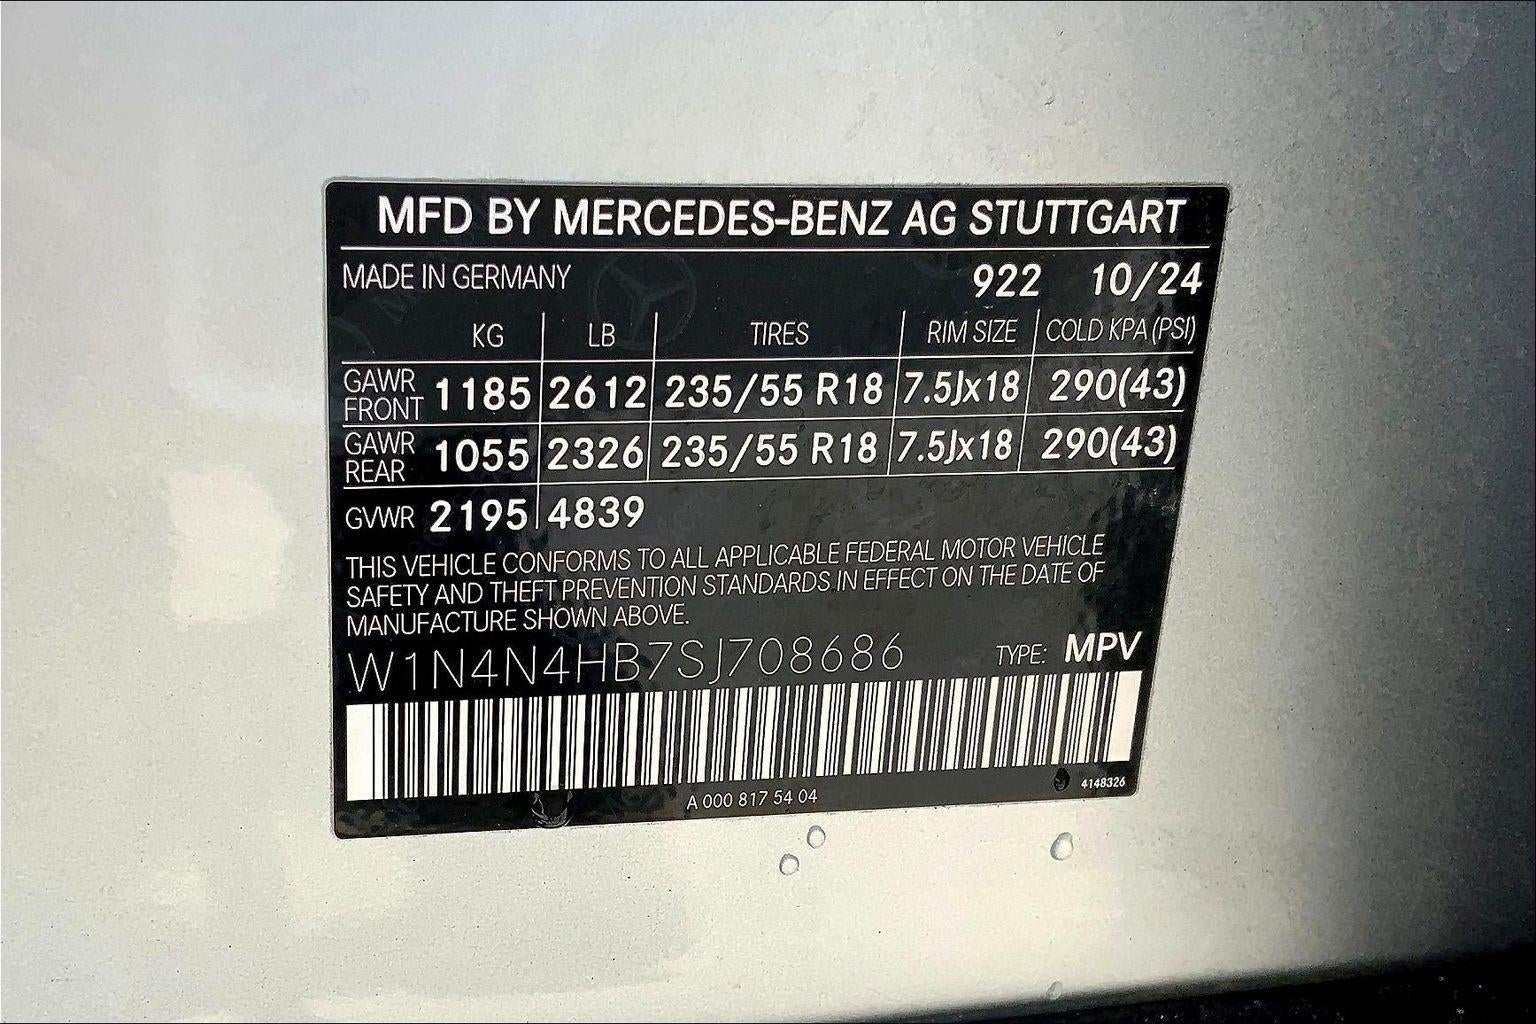 MFD BY MERCEDES-BENZ AG STUTTGART
MADE IN GERMANY 922 10/24
KG LB TIRES RIM SIZE COLD KPA (PSI)
GAWR FRONT 1185 2612 235/55 R18 7.5Jx18 290(43)
GAWR REAR 1055 2326 235/55 R18 7.5Jx18 290(43)
GVWR 2195 4839
THIS VEHICLE CONFORMS TO ALL APPLICABLE FEDERAL MOTOR VEHICLE
SAFETY AND THEFT PREVENTION STANDARDS IN EFFECT ON THE DATE OF
MANUFACTURE SHOWN ABOVE.
W1N4N4HB7SJ708686 TYPE: MPV
A 000 817 54 04 4148326